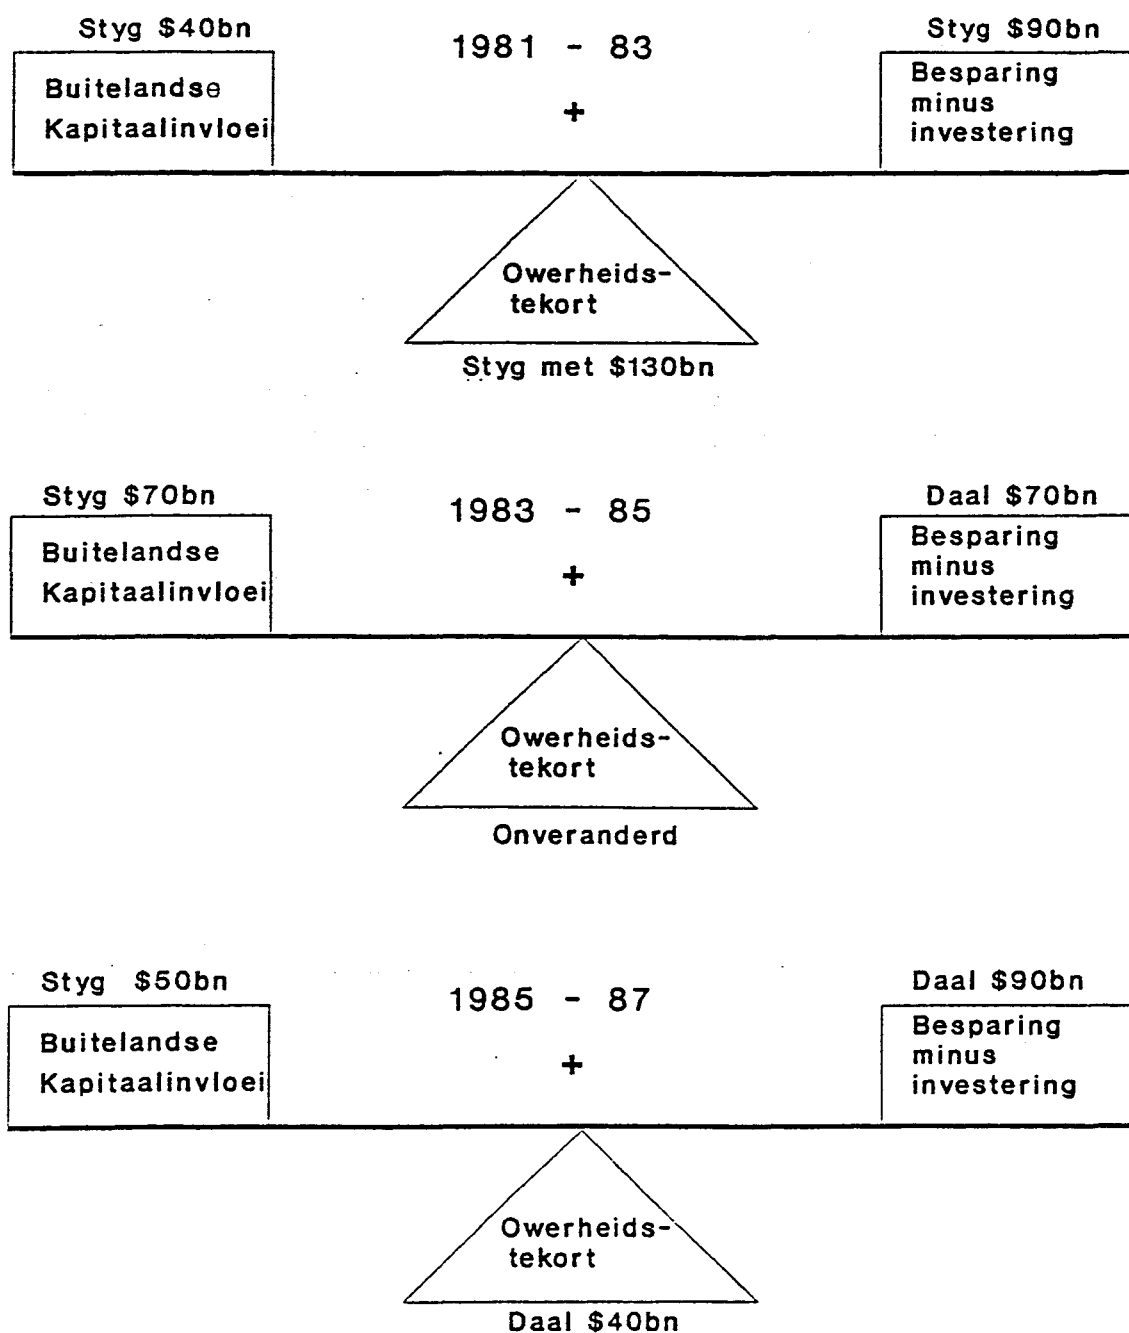 Styg $40bn
1981 - 83
Styg $90bn
Buitelandse
Kapitaalinvloei
+
Besparing
minus
investering
Owerheids-
tekort
Styg met $130bn
Styg $70bn
1983 - 85
Daal $70bn
Buitelandse
Kapitaalinvloei
+
Besparing
minus
investering
Owerheids-
tekort
Onveranderd
Styg $50bn
1985 - 87
Daal $90bn
Buitelandse
Kapitaalinvloei
+
Besparing
minus
investering
Owerheids-
tekort
Daal $40bn